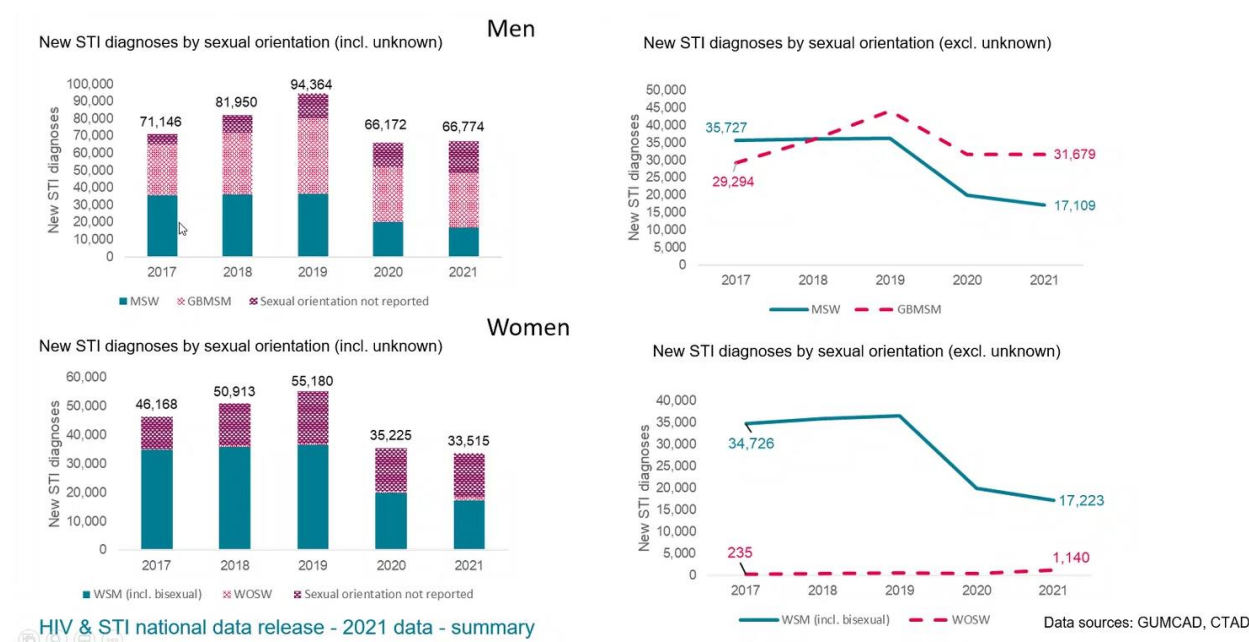 Men
New STI diagnoses by sexual orientation (incl. unknown)
New STI diagnoses
100,000
90,000
80,000
70,000
60,000
50,000
40,000
30,000
20,000
10,000
0
71,146
81,950
94,364
66,172
66,774
2017 2018 2019 2020 2021
MSW GBMSM Sexual orientation not reported
New STI diagnoses by sexual orientation (excl. unknown)
New STI diagnoses
50,000
45,000
40,000
35,000
30,000
25,000
20,000
15,000
10,000
5,000
0
35,727
29,294
31,679
17,109
2017 2018 2019 2020 2021
MSW GBMSM
Women
New STI diagnoses by sexual orientation (incl. unknown)
New STI diagnoses
60,000
50,000
40,000
30,000
20,000
10,000
0
46,168
50,913
55,180
35,225
33,515
2017 2018 2019 2020 2021
WSM (incl. bisexual) WOSW Sexual orientation not reported
New STI diagnoses by sexual orientation (excl. unknown)
New STI diagnoses
40,000
35,000
30,000
25,000
20,000
15,000
10,000
5,000
0
34,726
17,223
235
1,140
2017 2018 2019 2020 2021
WSM (incl. bisexual) WOSW
HIV & STI national data release - 2021 data - summary
Data sources: GUMCAD, CTAD